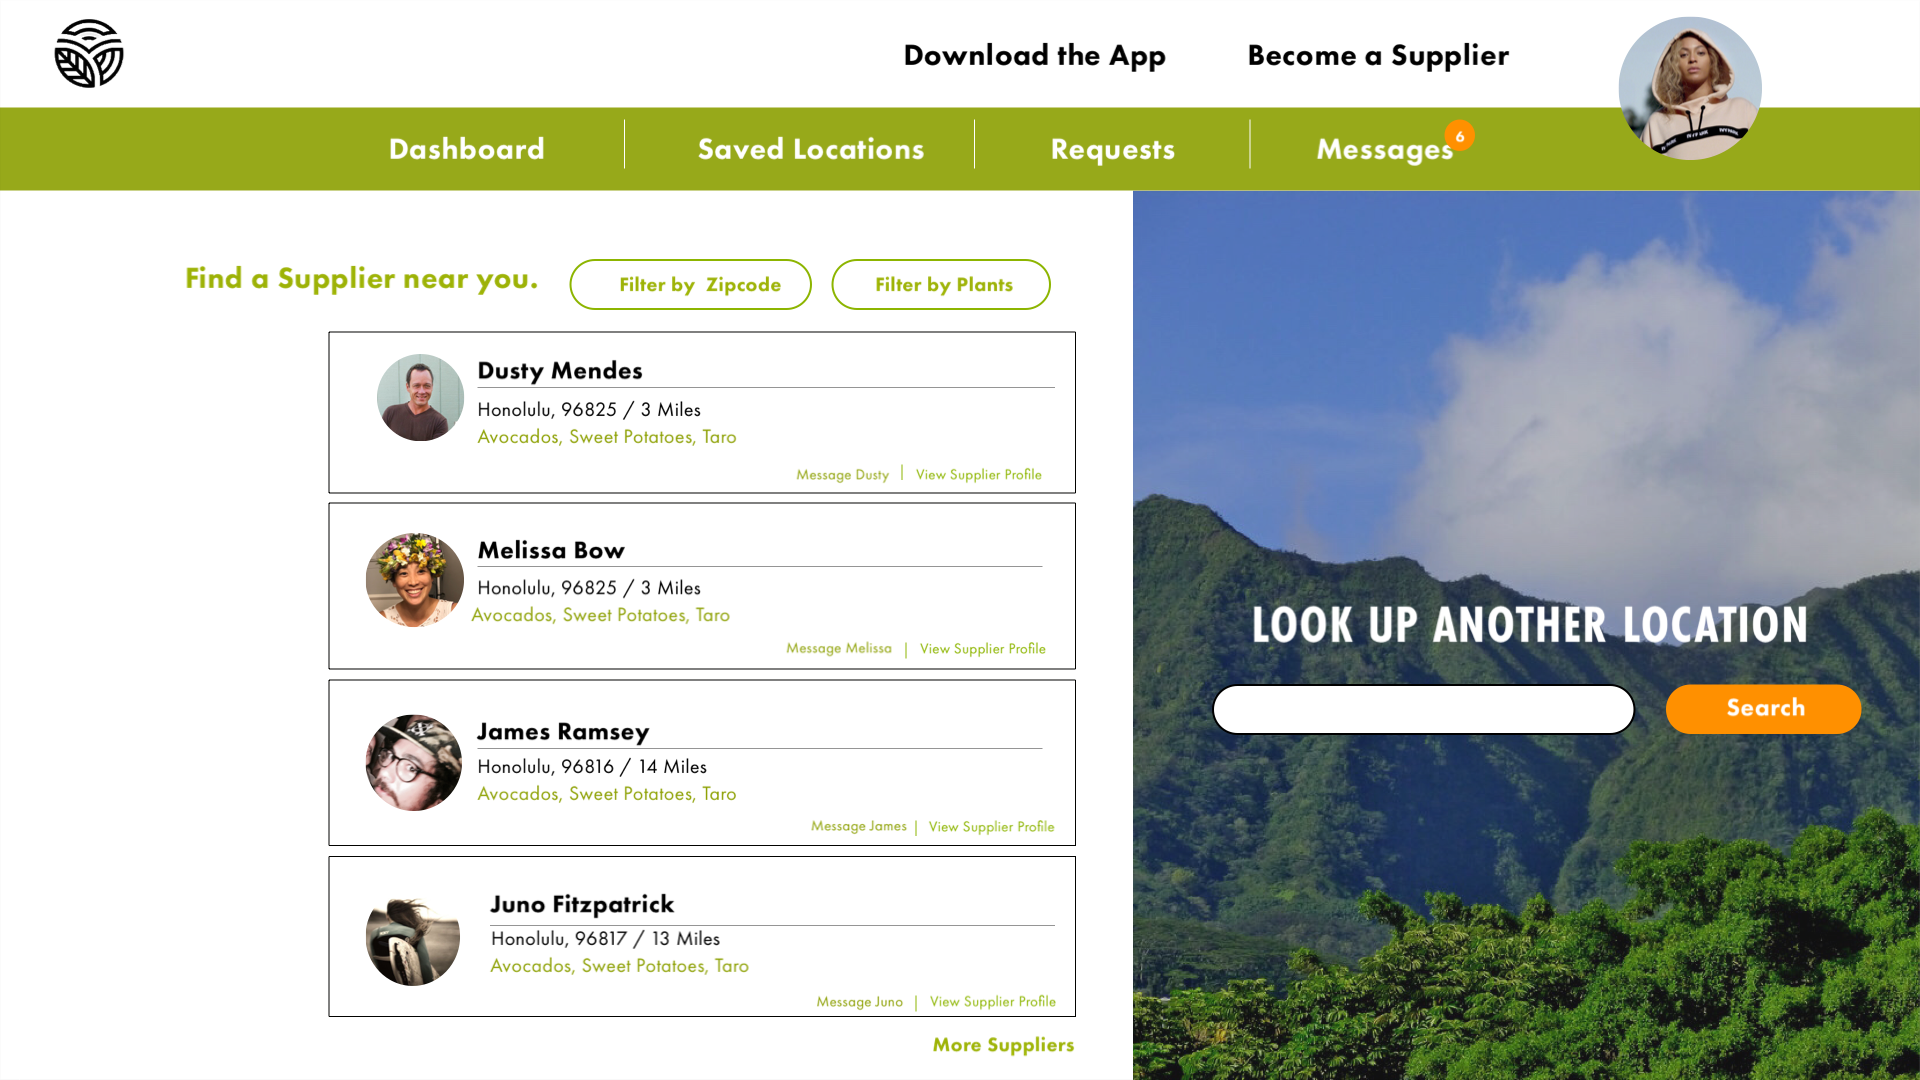 Download the App
Become a Supplier
Dashboard
Saved Locations
Requests
Messages
6
Find a Supplier near you.
Filter by Zipcode
Filter by Plants
Dusty Mendes
Honolulu, 96825 / 3 Miles
Avocados, Sweet Potatoes, Taro
Message Dusty | View Supplier Profile
Melissa Bow
Honolulu, 96825 / 3 Miles
Avocados, Sweet Potatoes, Taro
Message Melissa | View Supplier Profile
James Ramsey
Honolulu, 96816 / 14 Miles
Avocados, Sweet Potatoes, Taro
Message James | View Supplier Profile
Juno Fitzpatrick
Honolulu, 96817 / 13 Miles
Avocados, Sweet Potatoes, Taro
Message Juno | View Supplier Profile
More Suppliers
LOOK UP ANOTHER LOCATION
Search